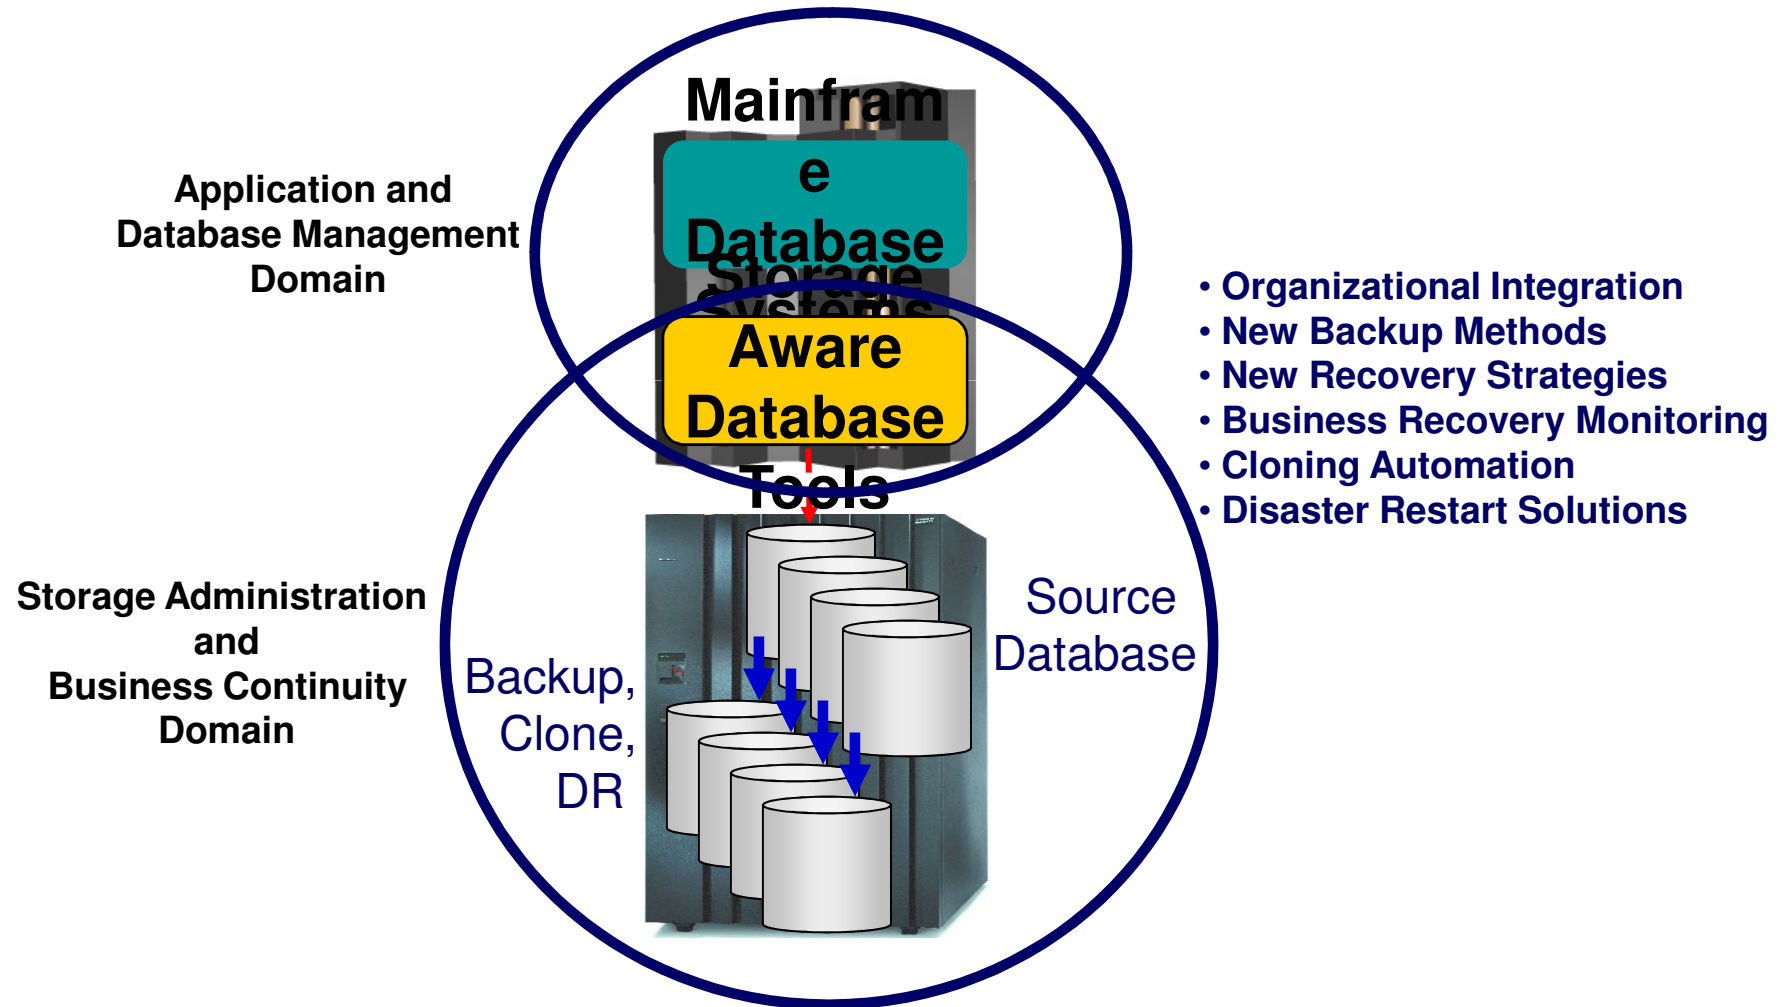 Mainfram
e
Database
Systems
Storage
Aware
Database
Tools
Application and
Database Management
Domain
• Organizational Integration
• New Backup Methods
• New Recovery Strategies
• Business Recovery Monitoring
• Cloning Automation
• Disaster Restart Solutions
Storage Administration
and
Business Continuity
Domain
Source
Database
Backup,
Clone,
DR